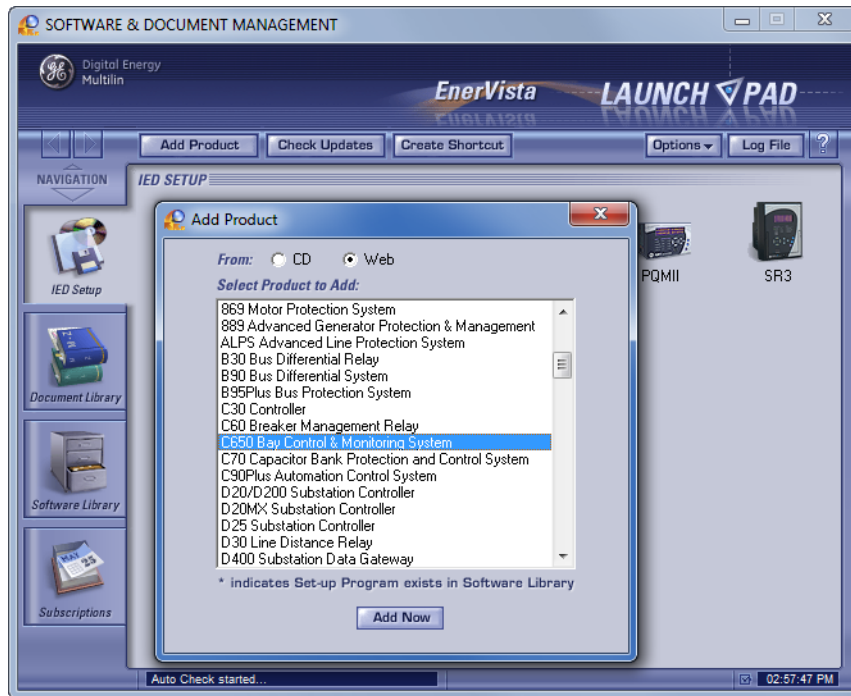 SOFTWARE & DOCUMENT MANAGEMENT
GE
Digital Energy
Multilin
EnerVista LAUNCH PAD
Add Product Check Updates Create Shortcut Options Log File ?
NAVIGATION
IED SETUP
IED Setup
Document Library
Software Library
Subscriptions
PQMII
SR3
Add Product
From: CD Web
Select Product to Add:
869 Motor Protection System
889 Advanced Generator Protection & Management
ALPS Advanced Line Protection System
B30 Bus Differential Relay
B90 Bus Differential System
B95Plus Bus Protection System
C30 Controller
C60 Breaker Management Relay
C650 Bay Control & Monitoring System
C70 Capacitor Bank Protection and Control System
C90Plus Automation Control System
D20/D200 Substation Controller
D20MX Substation Controller
D25 Substation Controller
D30 Line Distance Relay
D400 Substation Data Gateway
* indicates Set-up Program exists in Software Library
Add Now
Auto Check started...
02:57:47 PM